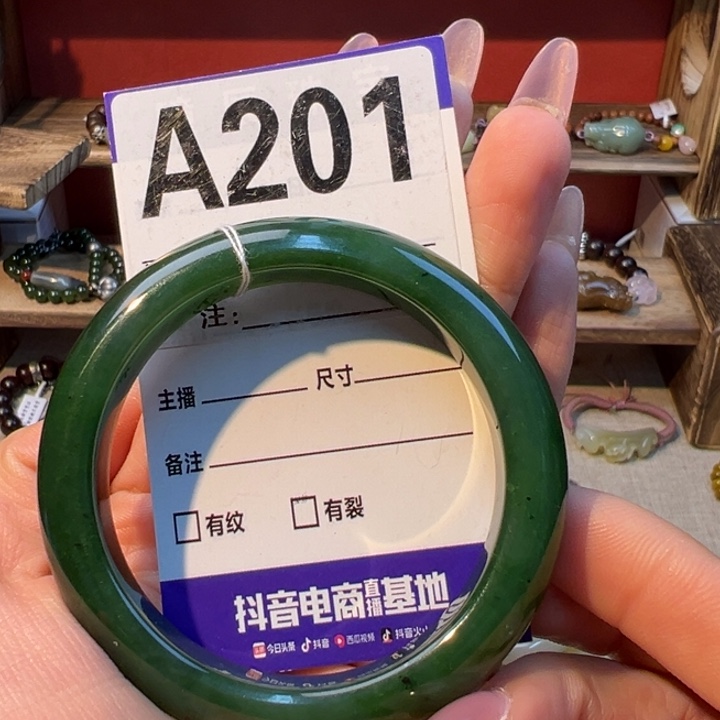 A201
注:
主播 尺寸
备注
有纹 有裂
抖音电商直播基地
今日头条 抖音 西瓜视频 抖音火